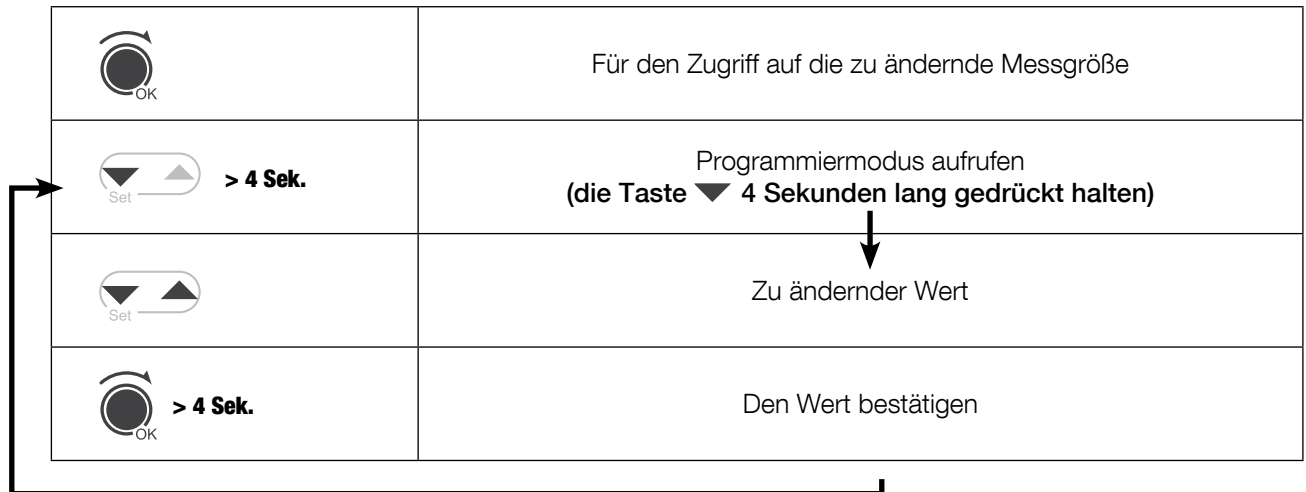 OK
Für den Zugriff auf die zu ändernde Messgröße
Set
> 4 Sek.
Programmiermodus aufrufen
(die Taste ▼ 4 Sekunden lang gedrückt halten)
Set
Zu ändernder Wert
OK
> 4 Sek.
Den Wert bestätigen